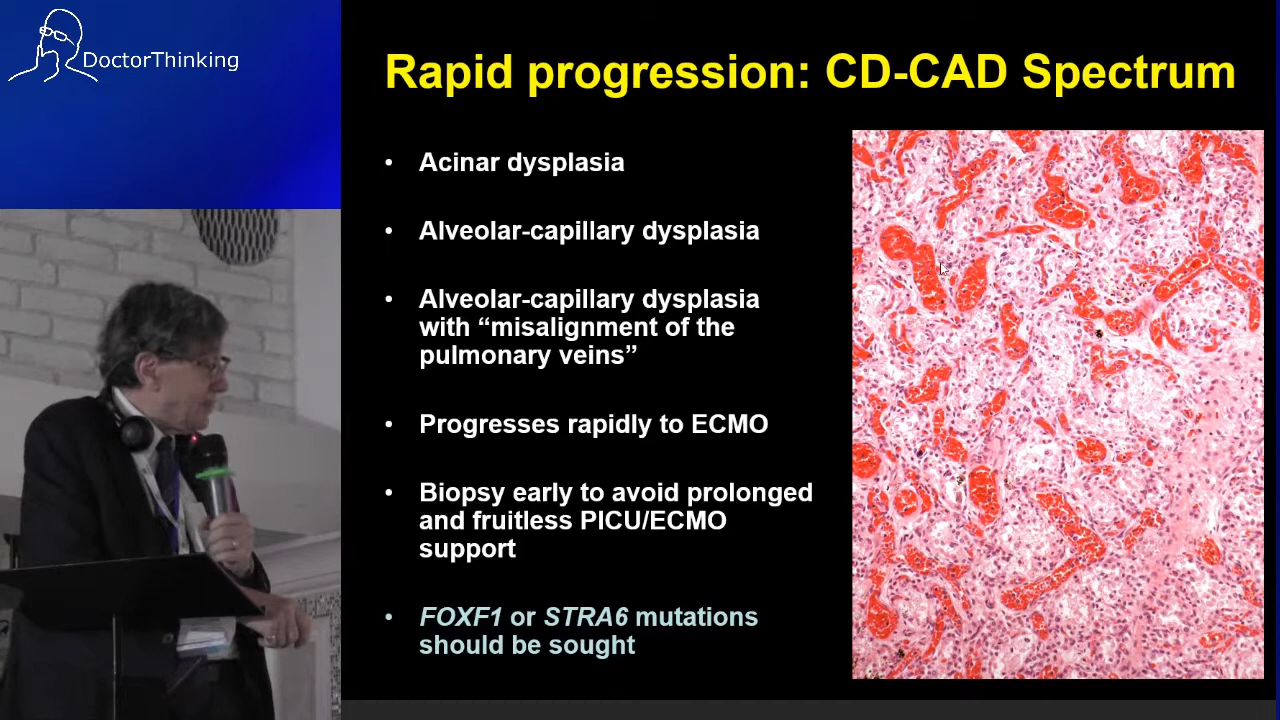 DoctorThinking
Rapid progression: CD-CAD Spectrum
• Acinar dysplasia
• Alveolar-capillary dysplasia
• Alveolar-capillary dysplasia
with “misalignment of the
pulmonary veins”
• Progresses rapidly to ECMO
• Biopsy early to avoid prolonged
and fruitless PICU/ECMO
support
• FOXF1 or STRA6 mutations
should be sought